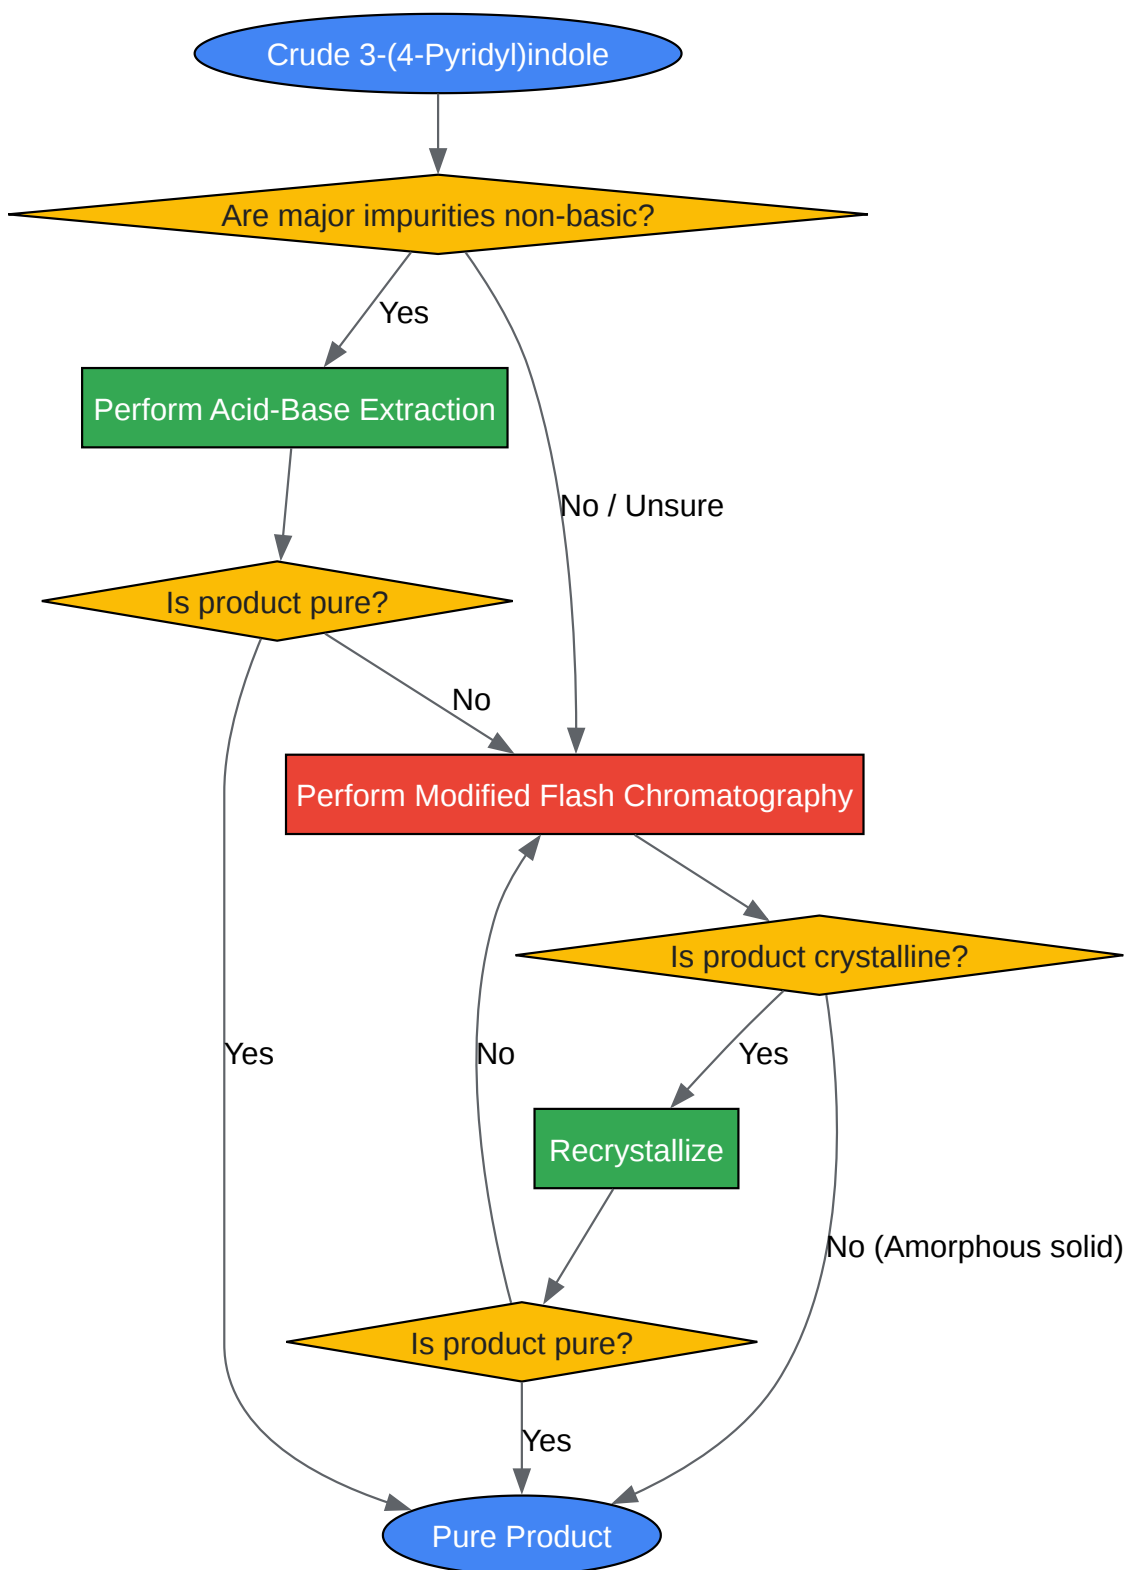 Crude 3-(4-Pyridyl)indole
Are major impurities non-basic?
Yes
Perform Acid-Base Extraction
No / Unsure
Is product pure?
No
Perform Modified Flash Chromatography
Is product crystalline?
Yes
No
Yes
Recrystallize
No (Amorphous solid)
Is product pure?
Yes
Pure Product